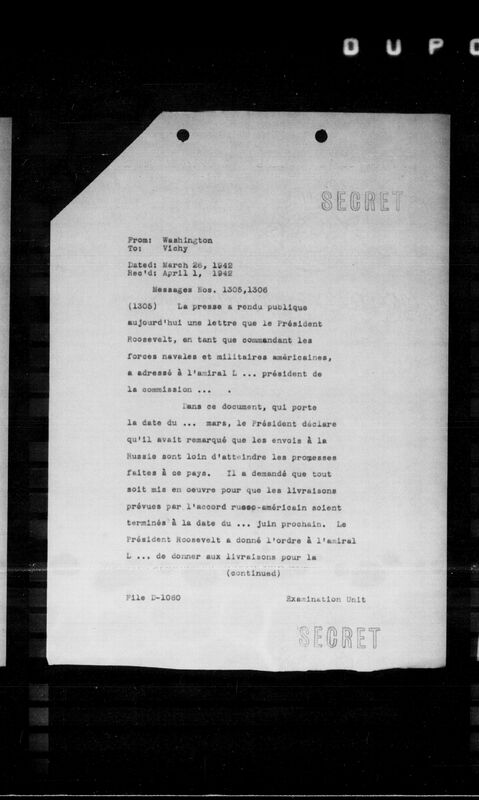 DUPO
SECRET
From: Washington
To: Vichy
Dated: March 26, 1942
Rec'd: April 1, 1942
Messages Nos. 1305,1306
(1305) La presse a rendu publique
aujourd'hui une lettre que le Président
Roosevelt, en tant que commandant les
forces navales et militaires américaines,
a adressé à l'amiral L ... président de
la commission ... .
Dans ce document, qui porte
la date du ... mars, le Président déclare
qu'il avait remarqué que les envois à la
Russie sont loin d'atteindre les promesses
faites à ce pays. Il a demandé que tout
soit mis en oeuvre pour que les livraisons
prévues par l'accord russo-américain soient
terminés à la date du ... juin prochain. Le
Président Roosevelt a donné l'ordre à l'amiral
L ... de donner aux livraisons pour la
(continued)
File D-1080 Examination Unit
SECRET